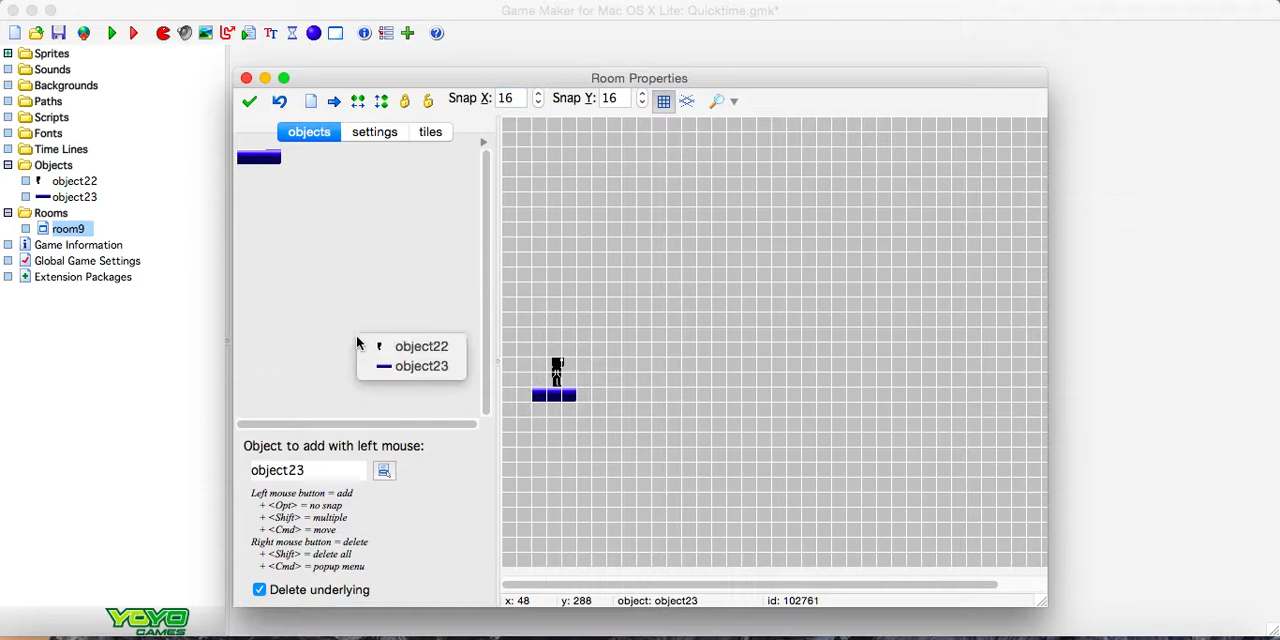 Game Maker for Mac OS X Lite: Quicktime.gmk*
Sprites
Sounds
Backgrounds
Paths
Scripts
Fonts
Time Lines
Objects
object22
object23
Rooms
room9
Game Information
Global Game Settings
Extension Packages
Room Properties
Snap X: 16 Snap Y: 16
objects settings tiles
object22
object23
Object to add with left mouse:
object23
Left mouse button = add
+ <Opt> = no snap
+ <Shift> = multiple
+ <Cmd> = move
Right mouse button = delete
+ <Shift> = delete all
+ <Cmd> = popup menu
Delete underlying
x: 48 y: 288 object: object23 id: 102761
YOYO
GAMES